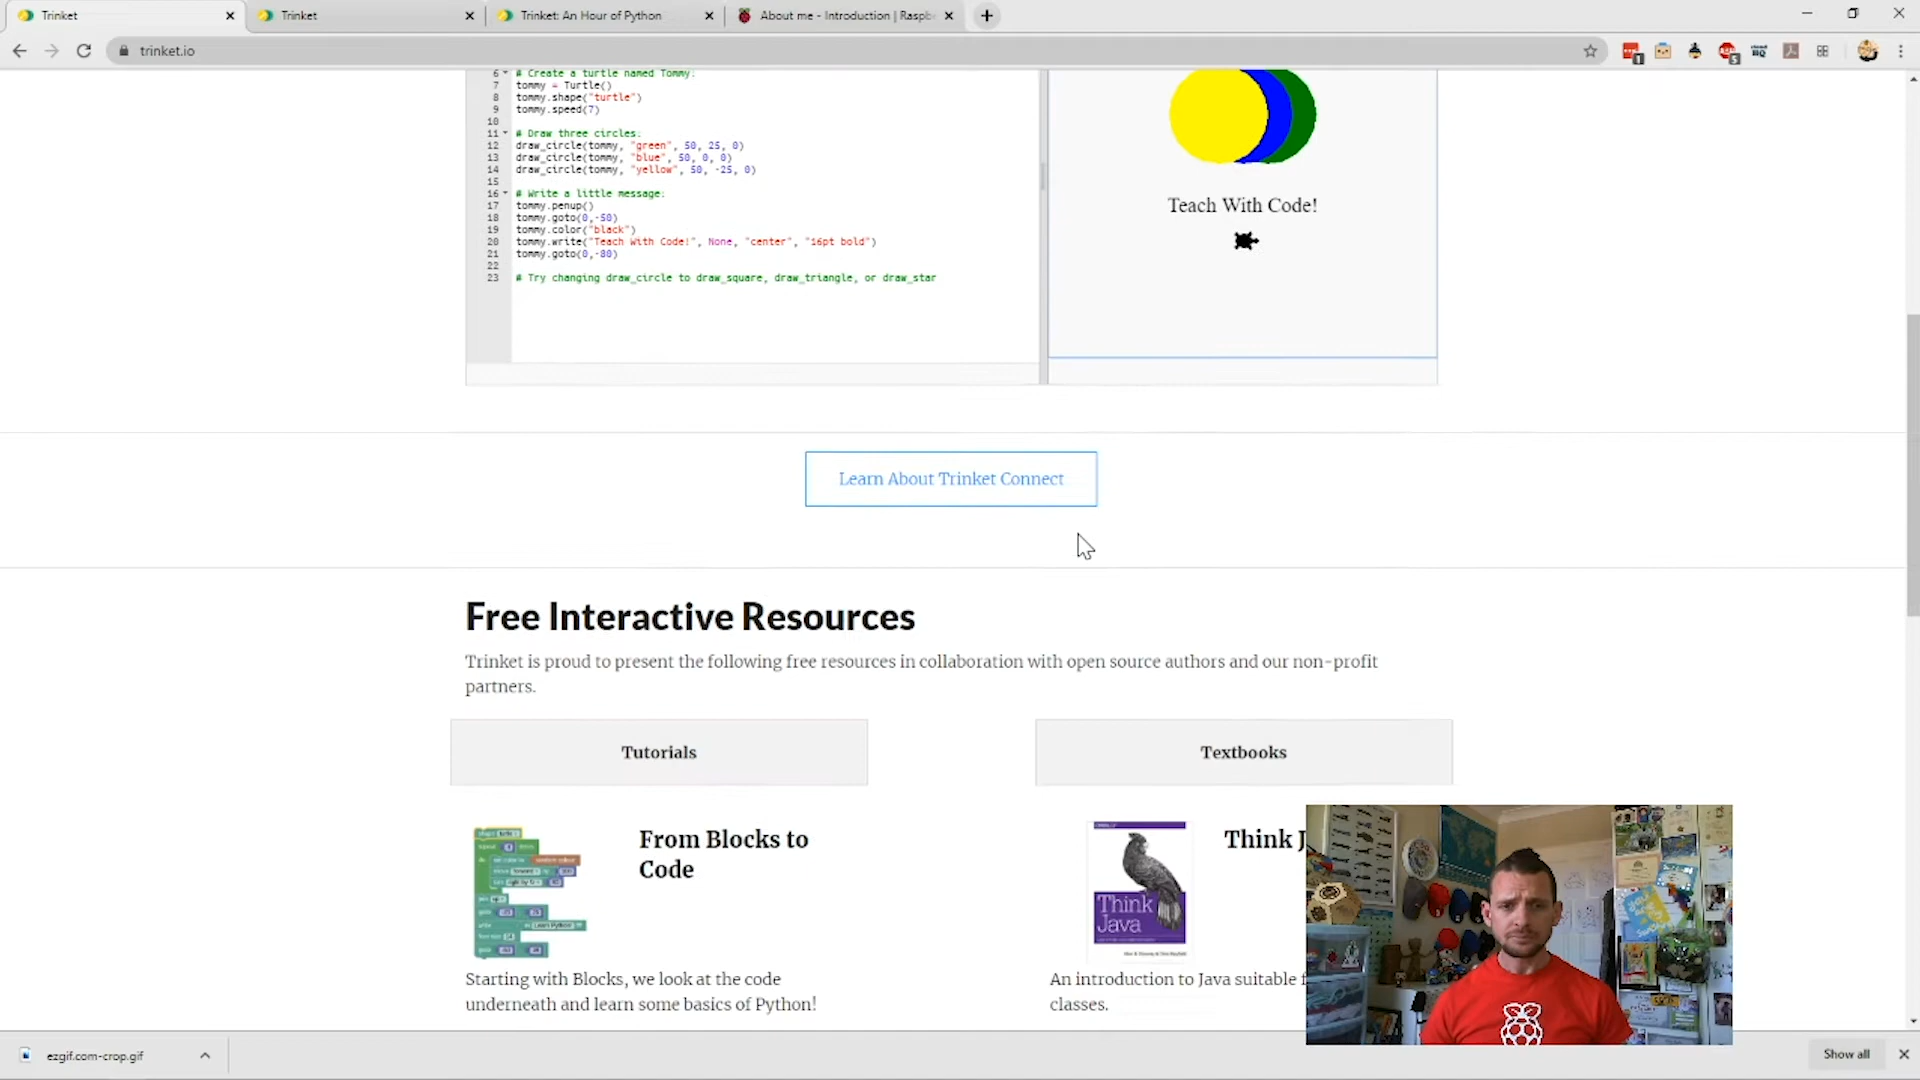 Trinket
Trinket
Trinket: An Hour of Python
About me - Introduction | Raspb
trinket.io
6 # Create a turtle named Tommy:
7 tommy = Turtle()
8 tommy.shape("turtle")
9 tommy.speed(7)
10
11 # Draw three circles:
12 draw_circle(tommy, "green", 50, 25, 0)
13 draw_circle(tommy, "blue", 50, 0, 0)
14 draw_circle(tommy, "yellow", 50, -25, 0)
15
16 # Write a little message:
17 tommy.penup()
18 tommy.goto(0,-50)
19 tommy.color("black")
20 tommy.write("Teach With Code!", None, "center", "16pt bold")
21 tommy.goto(0,-80)
22
23 # Try changing draw_circle to draw_square, draw_triangle, or draw_star
Teach With Code!
Learn About Trinket Connect
Free Interactive Resources
Trinket is proud to present the following free resources in collaboration with open source authors and our non-profit
partners.
Tutorials
Textbooks
From Blocks to
Code
Think J
Think
Java
Starting with Blocks, we look at the code
underneath and learn some basics of Python!
An introduction to Java suitable f
classes.
ezgif.com-crop.gif
Show all